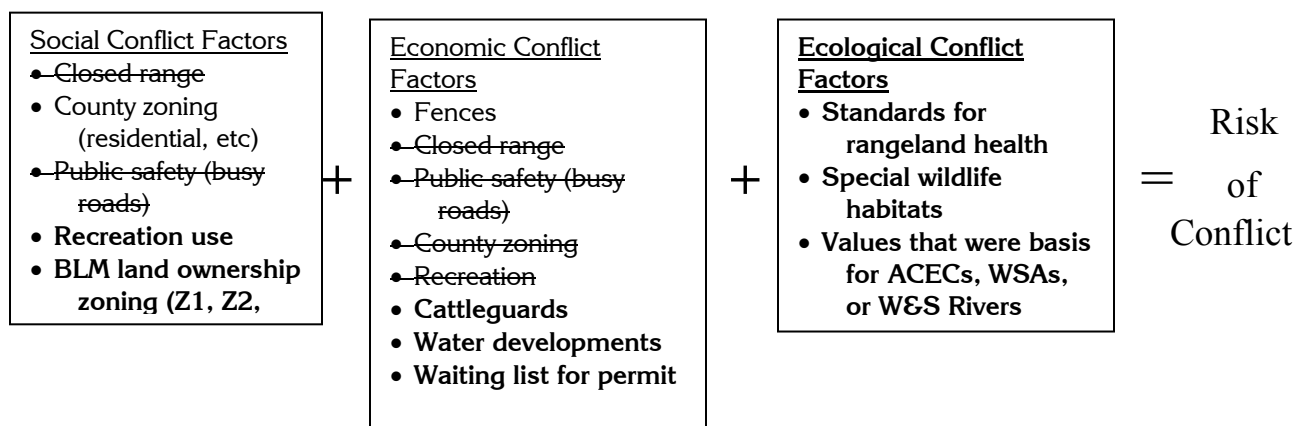 Social Conflict Factors
• Closed range
• County zoning
(residential, etc)
• Public safety (busy
roads)
• Recreation use
• BLM land ownership
zoning (Z1, Z2,
+
Economic Conflict
Factors
• Fences
• Closed range
• Public safety (busy
roads)
• County zoning
• Recreation
• Cattleguards
• Water developments
• Waiting list for permit
+
Ecological Conflict
Factors
• Standards for
rangeland health
• Special wildlife
habitats
• Values that were basis
for ACECs, WSAs,
or W&S Rivers
=
Risk
of
Conflict